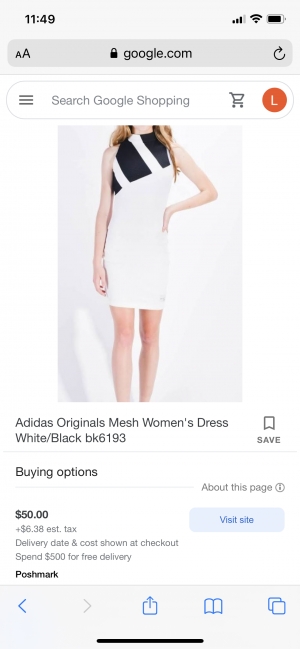 11:49
AA google.com
Search Google Shopping
L
Adidas Originals Mesh Women's Dress
White/Black bk6193
SAVE
Buying options
About this page
$50.00
+$6.38 est. tax
Visit site
Delivery date & cost shown at checkout
Spend $500 for free delivery
Poshmark